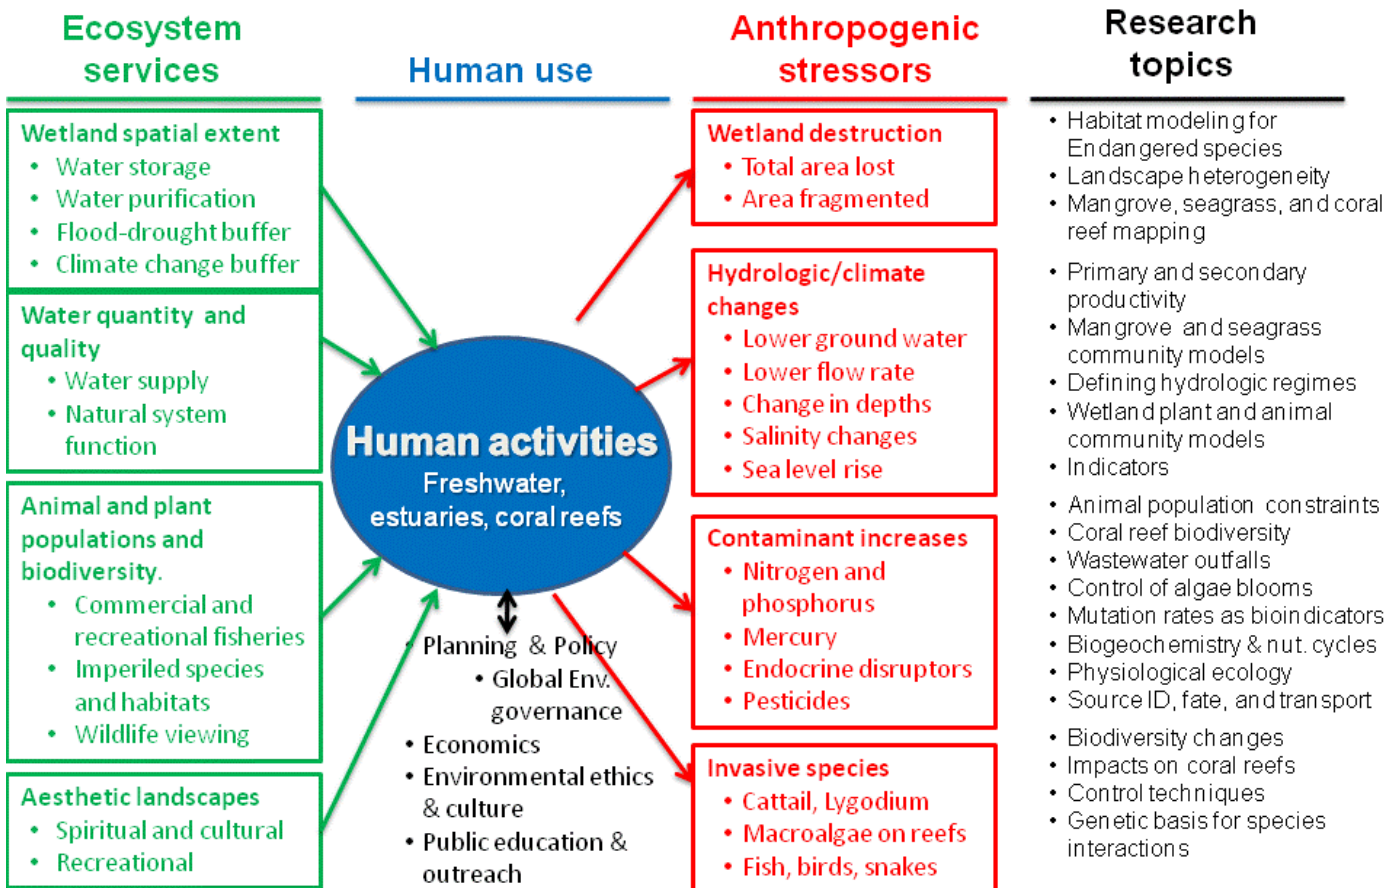 Ecosystem
services
Human use
Anthropogenic
stressors
Research
topics
Wetland spatial extent
• Water storage
• Water purification
• Flood-drought buffer
• Climate change buffer
Water quantity and
quality
• Water supply
• Natural system
function
Animal and plant
populations and
biodiversity.
• Commercial and
recreational fisheries
• Imperiled species
and habitats
• Wildlife viewing
Aesthetic landscapes
• Spiritual and cultural
• Recreational
Human activities
Freshwater,
estuaries, coral reefs
• Planning & Policy
• Global Env.
governance
• Economics
• Environmental ethics
& culture
• Public education &
outreach
Wetland destruction
• Total area lost
• Area fragmented
Hydrologic/climate
changes
• Lower ground water
• Lower flow rate
• Change in depths
• Salinity changes
• Sea level rise
Contaminant increases
• Nitrogen and
phosphorus
• Mercury
• Endocrine disruptors
• Pesticides
Invasive species
• Cattail, Lygodium
• Macroalgae on reefs
• Fish, birds, snakes
• Habitat modeling for
Endangered species
• Landscape heterogeneity
• Mangrove, seagrass, and coral
reef mapping
• Primary and secondary
productivity
• Mangrove and seagrass
community models
• Defining hydrologic regimes
• Wetland plant and animal
community models
• Indicators
• Animal population constraints
• Coral reef biodiversity
• Wastewater outfalls
• Control of algae blooms
• Mutation rates as bioindicators
• Biogeochemistry & nut. cycles
• Physiological ecology
• Source ID, fate, and transport
• Biodiversity changes
• Impacts on coral reefs
• Control techniques
• Genetic basis for species
interactions